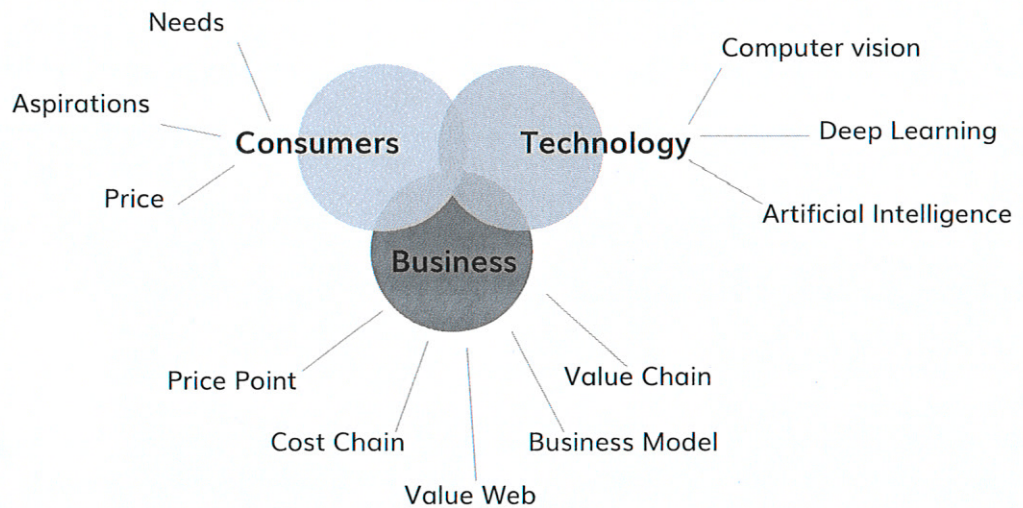 Needs
Computer vision
Aspirations
Deep Learning
Consumers
Technology
Price
Artificial Intelligence
Business
Price Point
Value Chain
Cost Chain
Business Model
Value Web